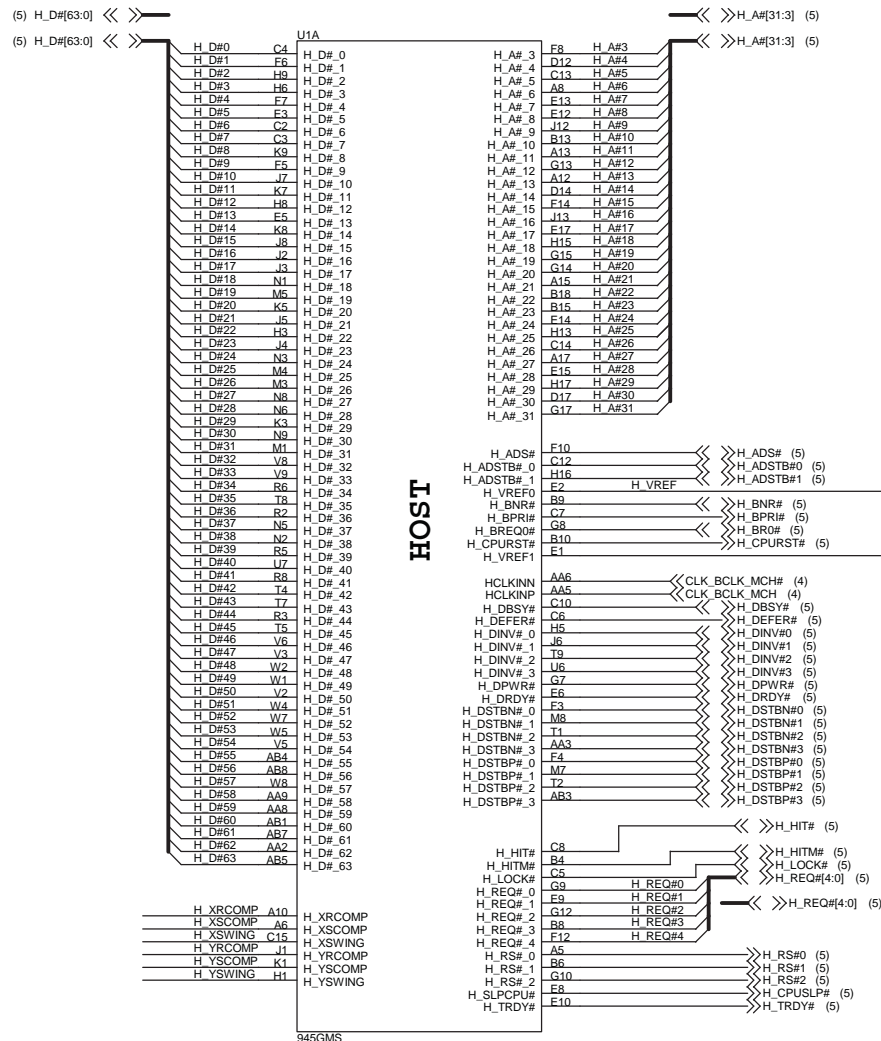 (5) H_D#[63:0]
(5) H_D#[63:0]
U1A
H_D#0 C4 H_D#_0
H_D#1 F6 H_D#_1
H_D#2 H9 H_D#_2
H_D#3 H6 H_D#_3
H_D#4 F7 H_D#_4
H_D#5 E3 H_D#_5
H_D#6 C2 H_D#_6
H_D#7 C3 H_D#_7
H_D#8 K9 H_D#_8
H_D#9 F5 H_D#_9
H_D#10 J7 H_D#_10
H_D#11 K7 H_D#_11
H_D#12 H8 H_D#_12
H_D#13 E5 H_D#_13
H_D#14 K8 H_D#_14
H_D#15 J8 H_D#_15
H_D#16 J2 H_D#_16
H_D#17 J3 H_D#_17
H_D#18 N1 H_D#_18
H_D#19 M5 H_D#_19
H_D#20 K5 H_D#_20
H_D#21 J5 H_D#_21
H_D#22 H3 H_D#_22
H_D#23 J4 H_D#_23
H_D#24 N3 H_D#_24
H_D#25 M4 H_D#_25
H_D#26 M3 H_D#_26
H_D#27 N8 H_D#_27
H_D#28 N6 H_D#_28
H_D#29 K3 H_D#_29
H_D#30 N9 H_D#_30
H_D#31 M1 H_D#_31
H_D#32 V8 H_D#_32
H_D#33 V9 H_D#_33
H_D#34 R6 H_D#_34
H_D#35 T8 H_D#_35
H_D#36 R2 H_D#_36
H_D#37 N5 H_D#_37
H_D#38 N2 H_D#_38
H_D#39 R5 H_D#_39
H_D#40 U7 H_D#_40
H_D#41 R8 H_D#_41
H_D#42 T4 H_D#_42
H_D#43 T7 H_D#_43
H_D#44 R3 H_D#_44
H_D#45 T5 H_D#_45
H_D#46 V6 H_D#_46
H_D#47 V3 H_D#_47
H_D#48 W2 H_D#_48
H_D#49 W1 H_D#_49
H_D#50 V2 H_D#_50
H_D#51 W4 H_D#_51
H_D#52 W7 H_D#_52
H_D#53 W5 H_D#_53
H_D#54 V5 H_D#_54
H_D#55 AB4 H_D#_55
H_D#56 AB8 H_D#_56
H_D#57 W8 H_D#_57
H_D#58 AA9 H_D#_58
H_D#59 AA8 H_D#_59
H_D#60 AB1 H_D#_60
H_D#61 AB7 H_D#_61
H_D#62 AA2 H_D#_62
H_D#63 AB5 H_D#_63
H_XRCOMP A10 H_XRCOMP
H_XSCOMP A6 H_XSCOMP
H_XSWING C15 H_XSWING
H_YRCOMP J1 H_YRCOMP
H_YSCOMP K1 H_YSCOMP
H_YSWING H1 H_YSWING
HOST
945GMS
H_A#[31:3] (5)
H_A#[31:3] (5)
H_A#_3 F8 H_A#3
H_A#_4 D12 H_A#4
H_A#_5 C13 H_A#5
H_A#_6 A8 H_A#6
H_A#_7 E13 H_A#7
H_A#_8 E12 H_A#8
H_A#_9 J12 H_A#9
H_A#_10 B13 H_A#10
H_A#_11 A13 H_A#11
H_A#_12 G13 H_A#12
H_A#_13 A12 H_A#13
H_A#_14 D14 H_A#14
H_A#_15 F14 H_A#15
H_A#_16 J13 H_A#16
H_A#_17 E17 H_A#17
H_A#_18 H15 H_A#18
H_A#_19 G15 H_A#19
H_A#_20 G14 H_A#20
H_A#_21 A15 H_A#21
H_A#_22 B18 H_A#22
H_A#_23 B15 H_A#23
H_A#_24 E14 H_A#24
H_A#_25 H13 H_A#25
H_A#_26 C14 H_A#26
H_A#_27 A17 H_A#27
H_A#_28 E15 H_A#28
H_A#_29 H17 H_A#29
H_A#_30 D17 H_A#30
H_A#_31 G17 H_A#31
H_ADS# F10 H_ADS# (5)
H_ADSTB#_0 C12 H_ADSTB#0 (5)
H_ADSTB#_1 H16 H_ADSTB#1 (5)
H_VREF0 E2 H_VREF
H_BNR# B9 H_BNR# (5)
H_BPRI# C7 H_BPRI# (5)
H_BREQ0# G8 H_BR0# (5)
H_CPURST# B10 H_CPURST# (5)
H_VREF1 E1
HCLKINN AA6 CLK_BCLK_MCH# (4)
HCLKINP AA5 CLK_BCLK_MCH (4)
H_DBSY# C10 H_DBSY# (5)
H_DEFER# C6 H_DEFER# (5)
H_DINV#_0 H5 H_DINV#0 (5)
H_DINV#_1 J6 H_DINV#1 (5)
H_DINV#_2 T9 H_DINV#2 (5)
H_DINV#_3 U6 H_DINV#3 (5)
H_DPWR# G7 H_DPWR# (5)
H_DRDY# E6 H_DRDY# (5)
H_DSTBN#_0 F3 H_DSTBN#0 (5)
H_DSTBN#_1 M8 H_DSTBN#1 (5)
H_DSTBN#_2 T1 H_DSTBN#2 (5)
H_DSTBN#_3 AA3 H_DSTBN#3 (5)
H_DSTBP#_0 F4 H_DSTBP#0 (5)
H_DSTBP#_1 M7 H_DSTBP#1 (5)
H_DSTBP#_2 T2 H_DSTBP#2 (5)
H_DSTBP#_3 AB3 H_DSTBP#3 (5)
H_HIT# C8 H_HIT# (5)
H_HITM# B4 H_HITM# (5)
H_LOCK# C5 H_LOCK# (5)
H_REQ#[4:0] (5)
H_REQ#_0 G9 H_REQ#0
H_REQ#_1 E9 H_REQ#1
H_REQ#[4:0] (5)
H_REQ#_2 G12 H_REQ#2
H_REQ#_3 B8 H_REQ#3
H_REQ#_4 F12 H_REQ#4
H_RS#_0 A5 H_RS#0 (5)
H_RS#_1 B6 H_RS#1 (5)
H_RS#_2 G10 H_RS#2 (5)
H_SLPCPU# E8 H_CPUSLP# (5)
H_TRDY# E10 H_TRDY# (5)